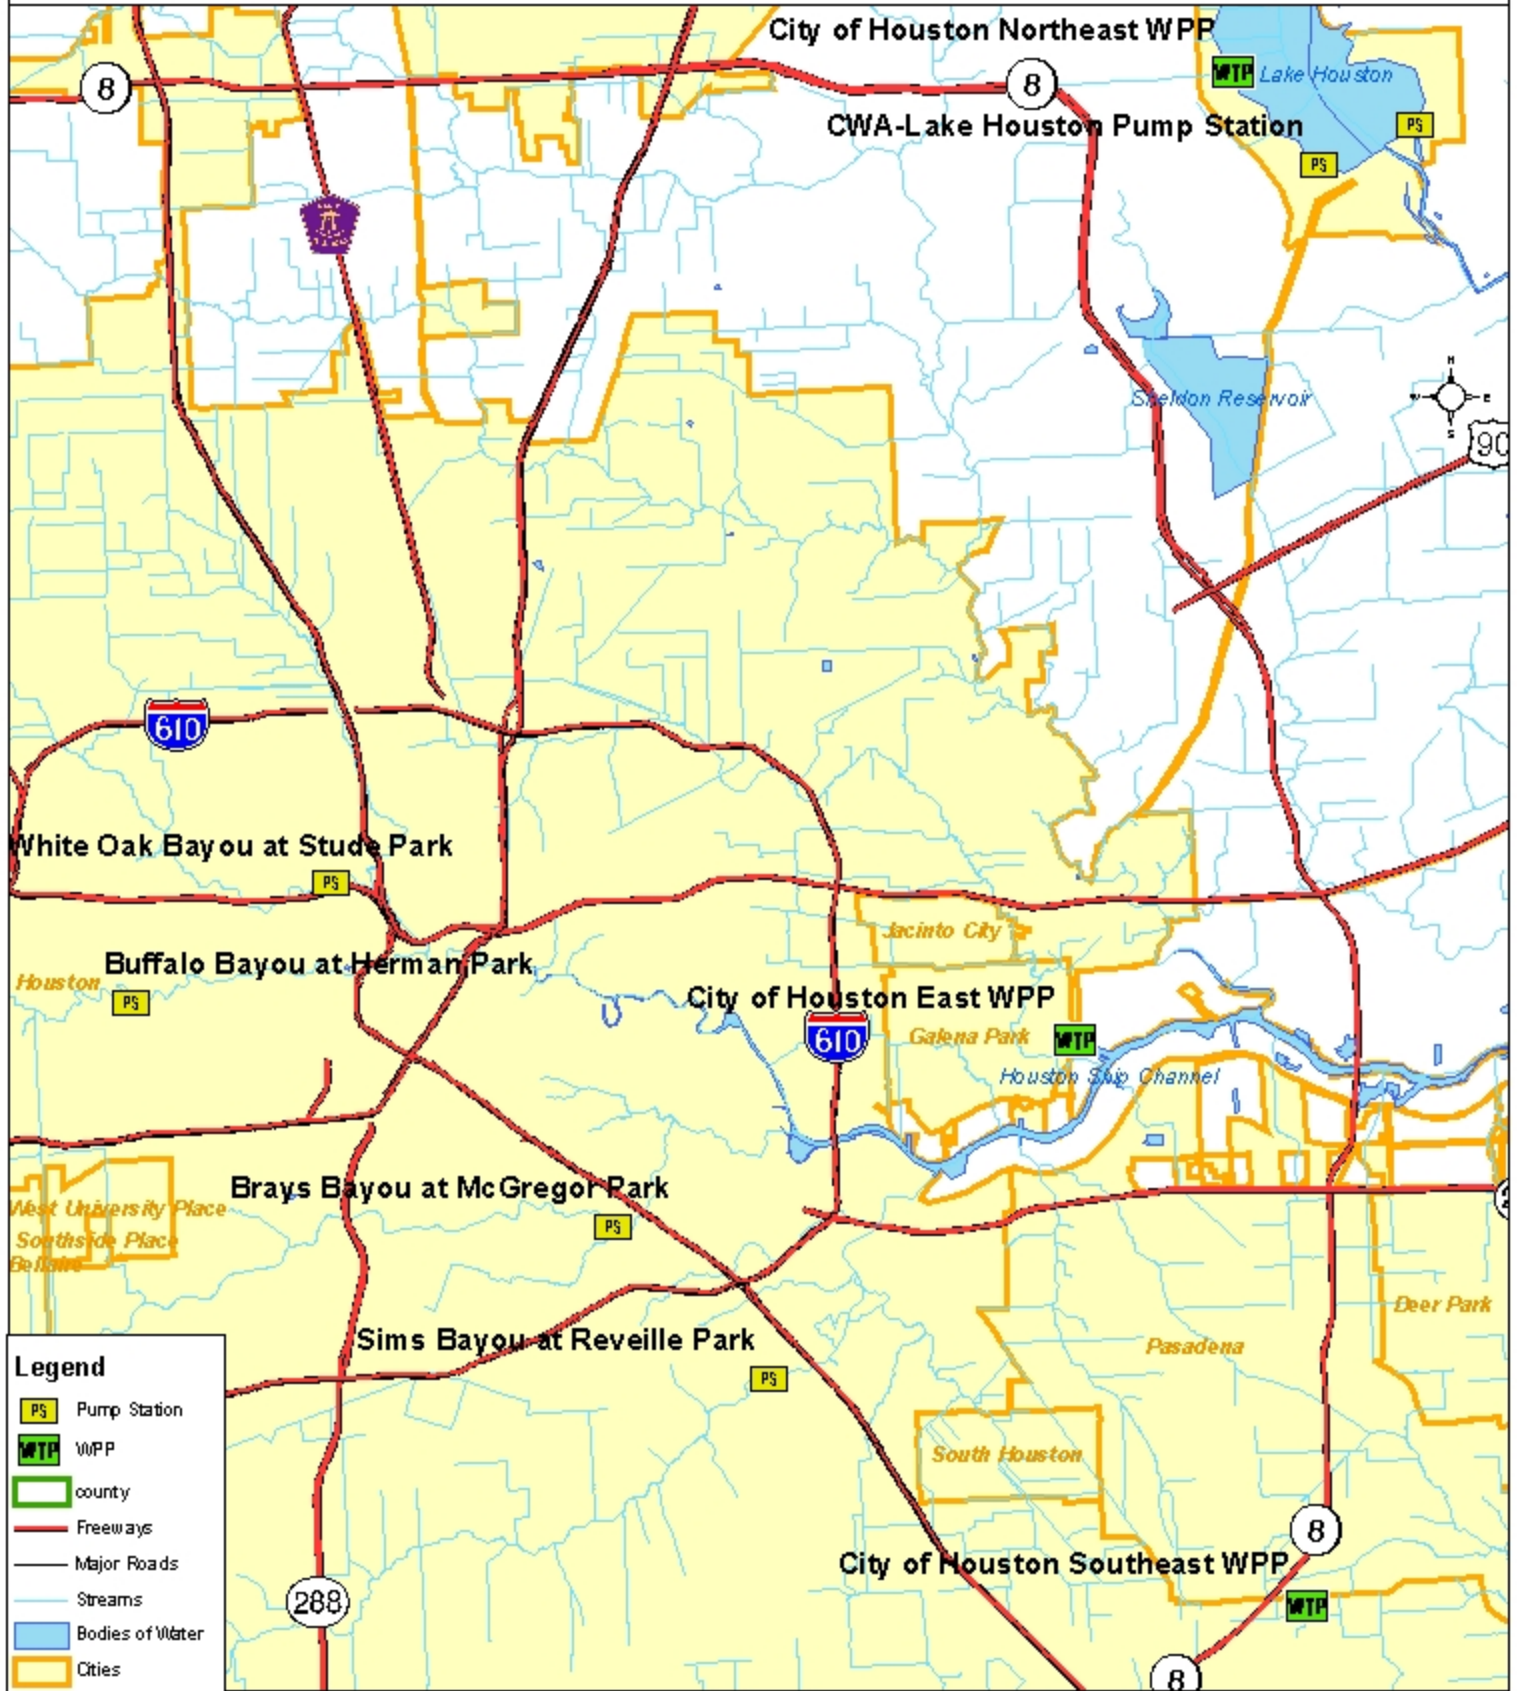 City of Houston Northeast WPP
WTP
Lake Houston
8
8
CWA-Lake Houston Pump Station
PS
PS
N
W
E
S
Sheldon Reservoir
90
610
White Oak Bayou at Stude Park
PS
Jacinto City
Buffalo Bayou at Herman Park
Houston
PS
City of Houston East WPP
610
Galena Park
WTP
Houston Ship Channel
Brays Bayou at McGregor Park
West University Place
PS
Southside Place
Bellaire
Deer Park
Sims Bayou at Reveille Park
Pasadena
PS
Legend
PS Pump Station
WTP WPP
county
Freeways
Major Roads
Streams
Bodies of Water
Cities
South Houston
8
City of Houston Southeast WPP
288
WTP
8